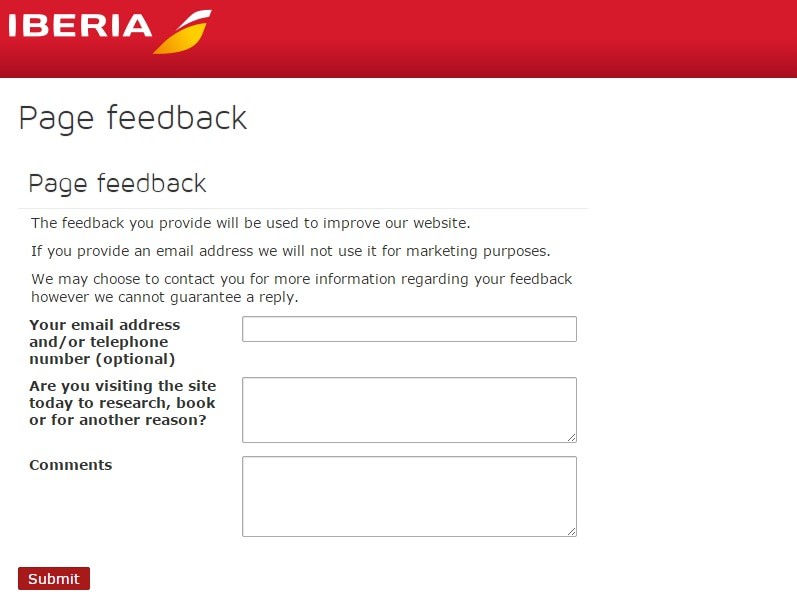 IBERIA
Page feedback
Page feedback
The feedback you provide will be used to improve our website.
If you provide an email address we will not use it for marketing purposes.
We may choose to contact you for more information regarding your feedback
however we cannot guarantee a reply.
Your email address
and/or telephone
number (optional)
Are you visiting the site
today to research, book
or for another reason?
Comments
Submit